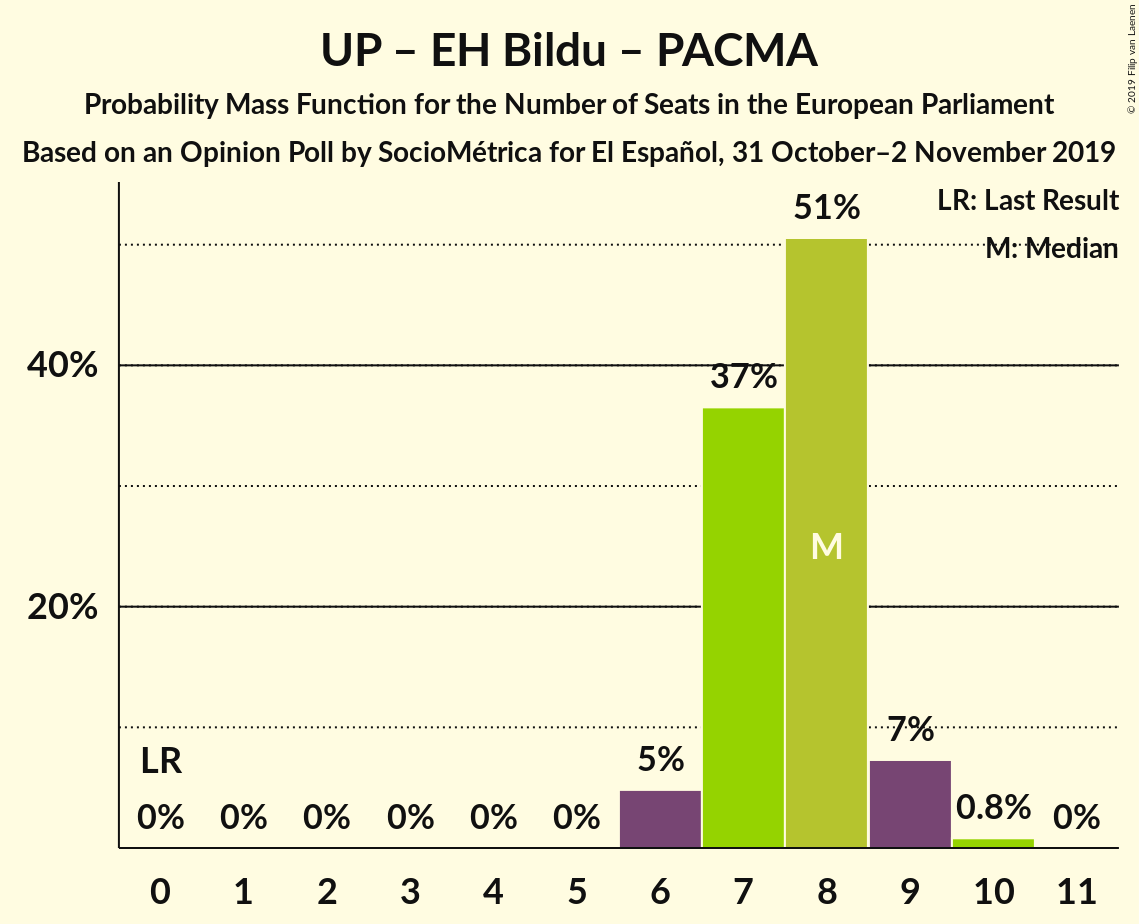 UP – EH Bildu – PACMA
Probability Mass Function for the Number of Seats in the European Parliament
Based on an Opinion Poll by SocioMétrica for El Español, 31 October–2 November 2019
© 2019 Filip van Laenen
LR: Last Result
M: Median
51%
40%
37%
M
20%
7%
5%
LR
0.8%
0% 0% 0% 0% 0% 0% 0%
0 1 2 3 4 5 6 7 8 9 10 11